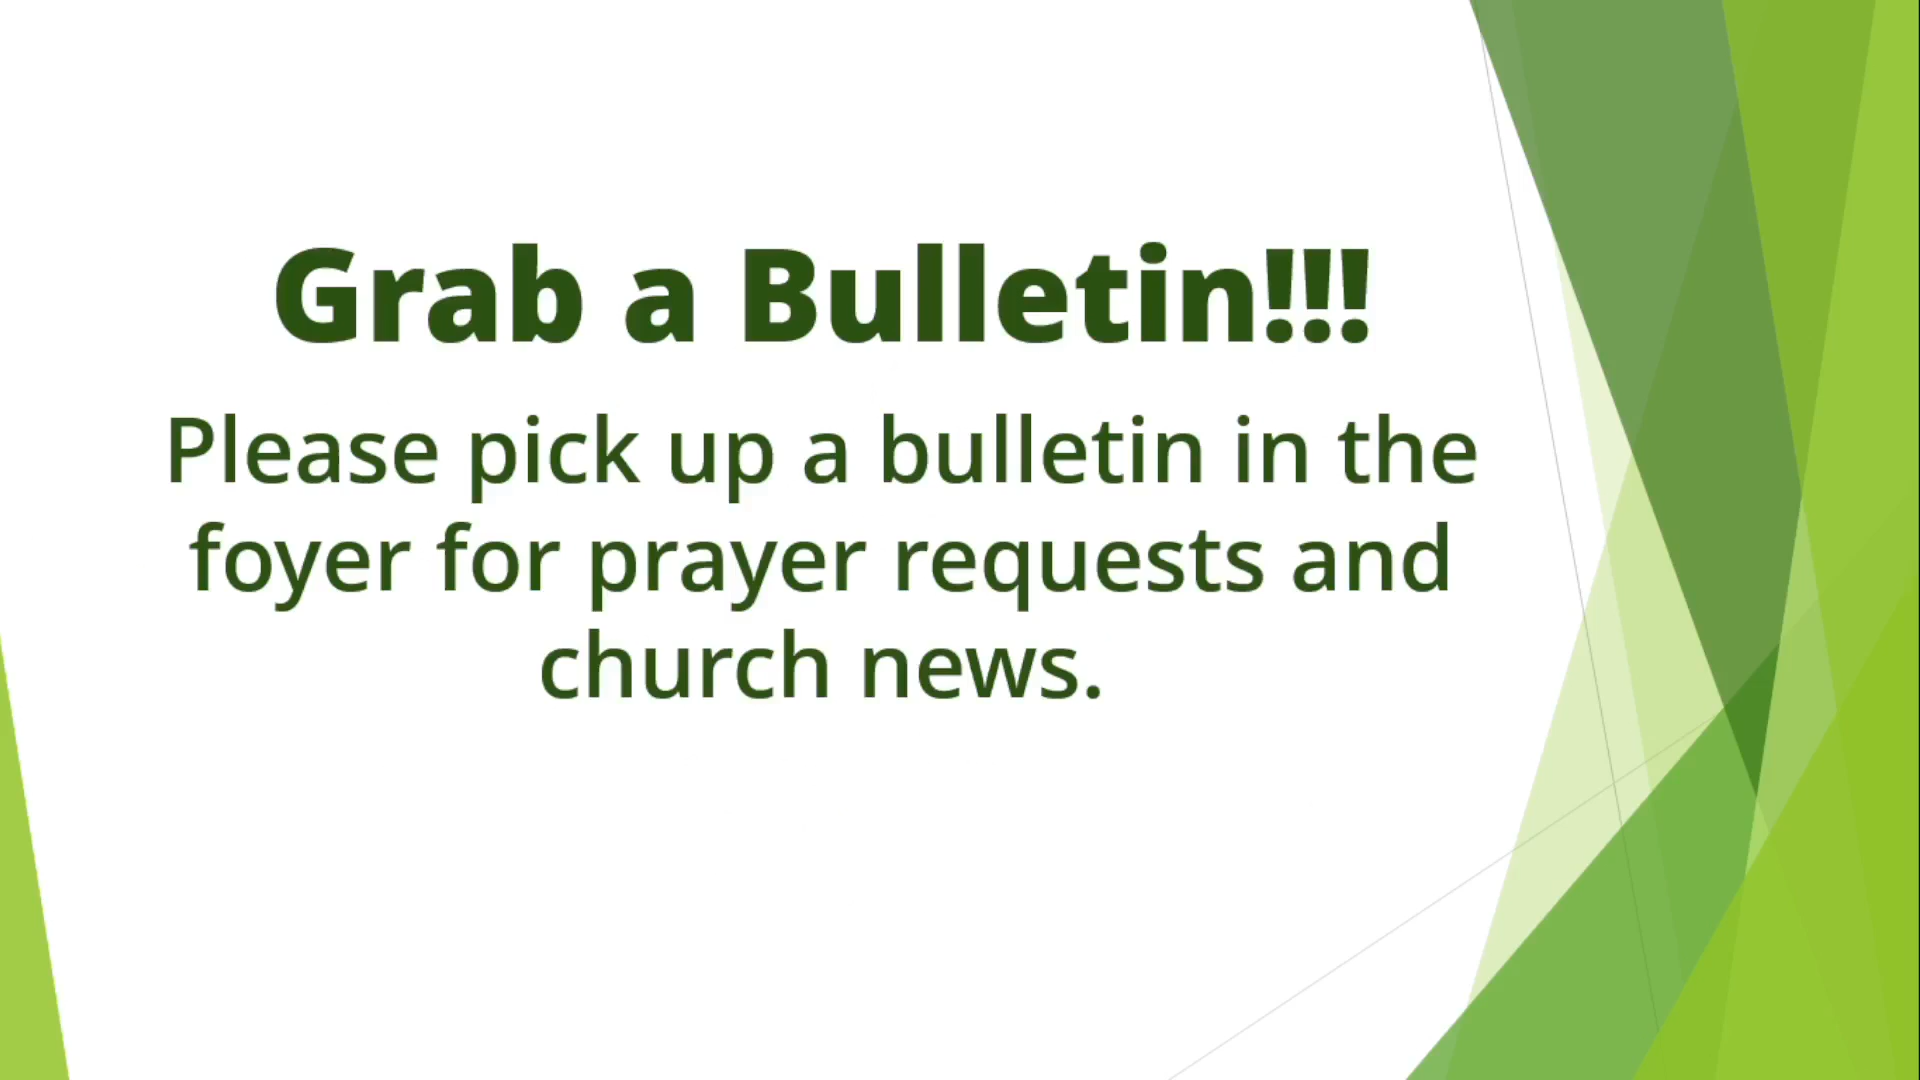 Grab a Bulletin!!!
Please pick up a bulletin in the
foyer for prayer requests and
church news.